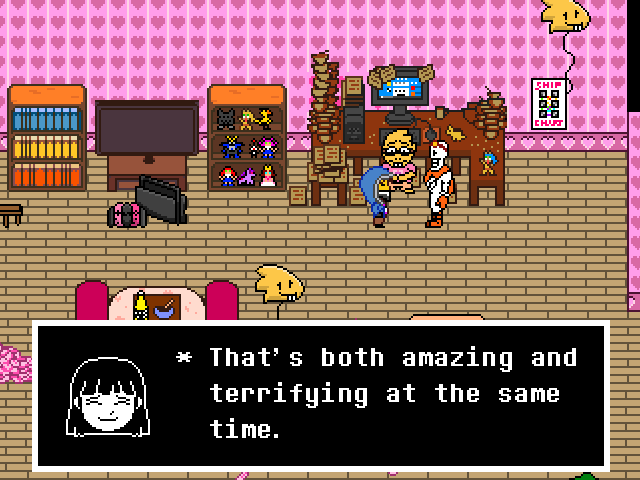 SHIP
CHART
* That's both amazing and
terrifying at the same
time.